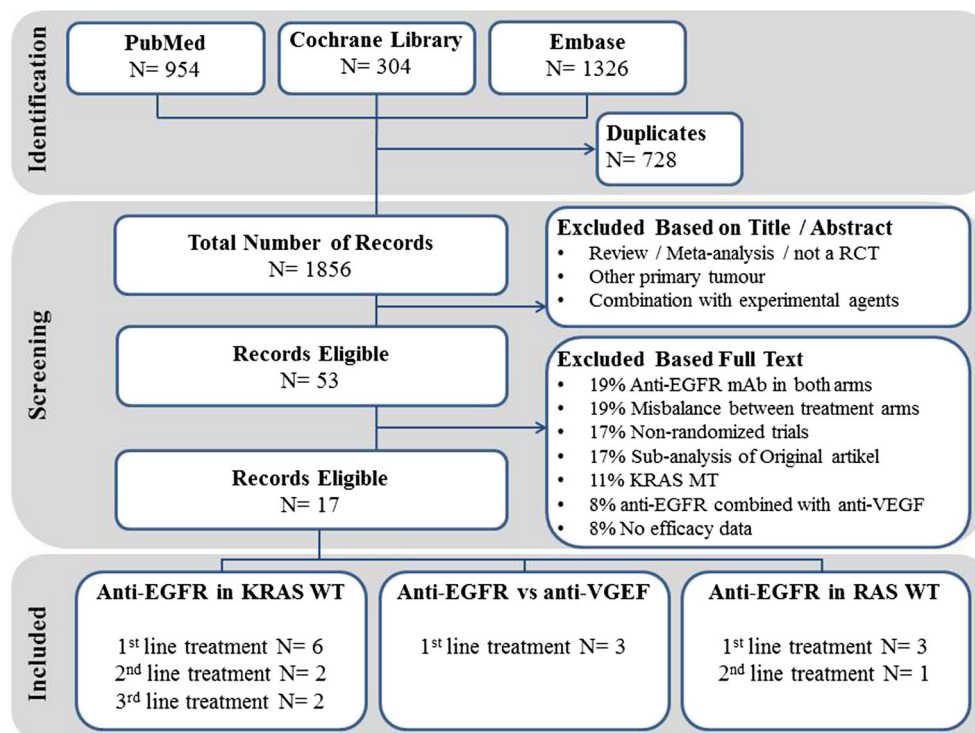 Identification
PubMed
N= 954
Cochrane Library
N= 304
Embase
N= 1326
Duplicates
N= 728
Screening
Total Number of Records
N= 1856
Excluded Based on Title / Abstract
• Review / Meta-analysis / not a RCT
• Other primary tumour
• Combination with experimental agents
Records Eligible
N= 53
Excluded Based Full Text
• 19% Anti-EGFR mAb in both arms
• 19% Misbalance between treatment arms
• 17% Non-randomized trials
• 17% Sub-analysis of Original artikel
• 11% KRAS MT
• 8% anti-EGFR combined with anti-VEGF
• 8% No efficacy data
Records Eligible
N= 17
Included
Anti-EGFR in KRAS WT
1st line treatment N= 6
2nd line treatment N= 2
3rd line treatment N= 2
Anti-EGFR vs anti-VGEF
1st line treatment N= 3
Anti-EGFR in RAS WT
1st line treatment N= 3
2nd line treatment N= 1